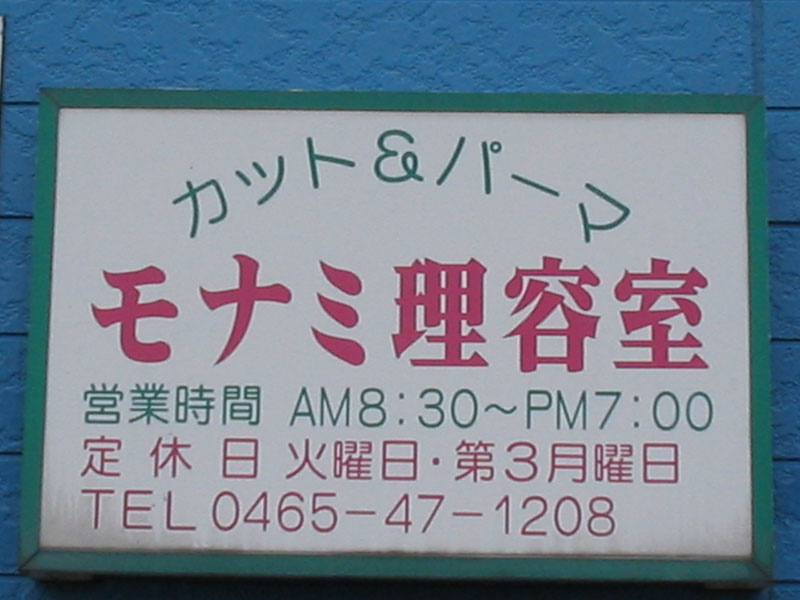 カット&パーマ
モナミ理容室
営業時間 AM8:30～PM7:00
定休日 火曜日・第3月曜日
TEL 0465-47-1208